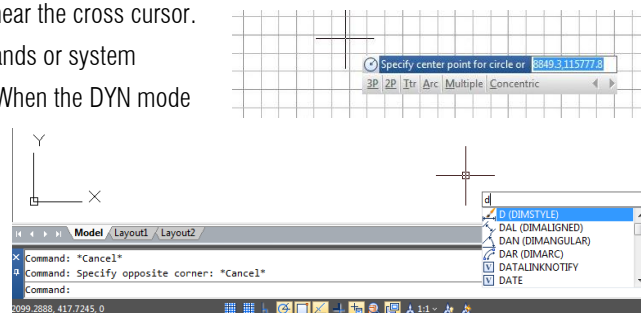 near the cross cursor.
ands or system
When the DYN mode
Specify center point for circle or 8849.3,115777.8
3P 2P Ttr Arc Multiple Concentric
Y
X
d
D (DIMSTYLE)
DAL (DIMALIGNED)
DAN (DIMANGULAR)
DAR (DIMARC)
DATALINKNOTIFY
DATE
Model Layout1 Layout2
Command: *Cancel*
Command: Specify opposite corner: *Cancel*
Command:
2099.2888, 417.7245, 0
1:1